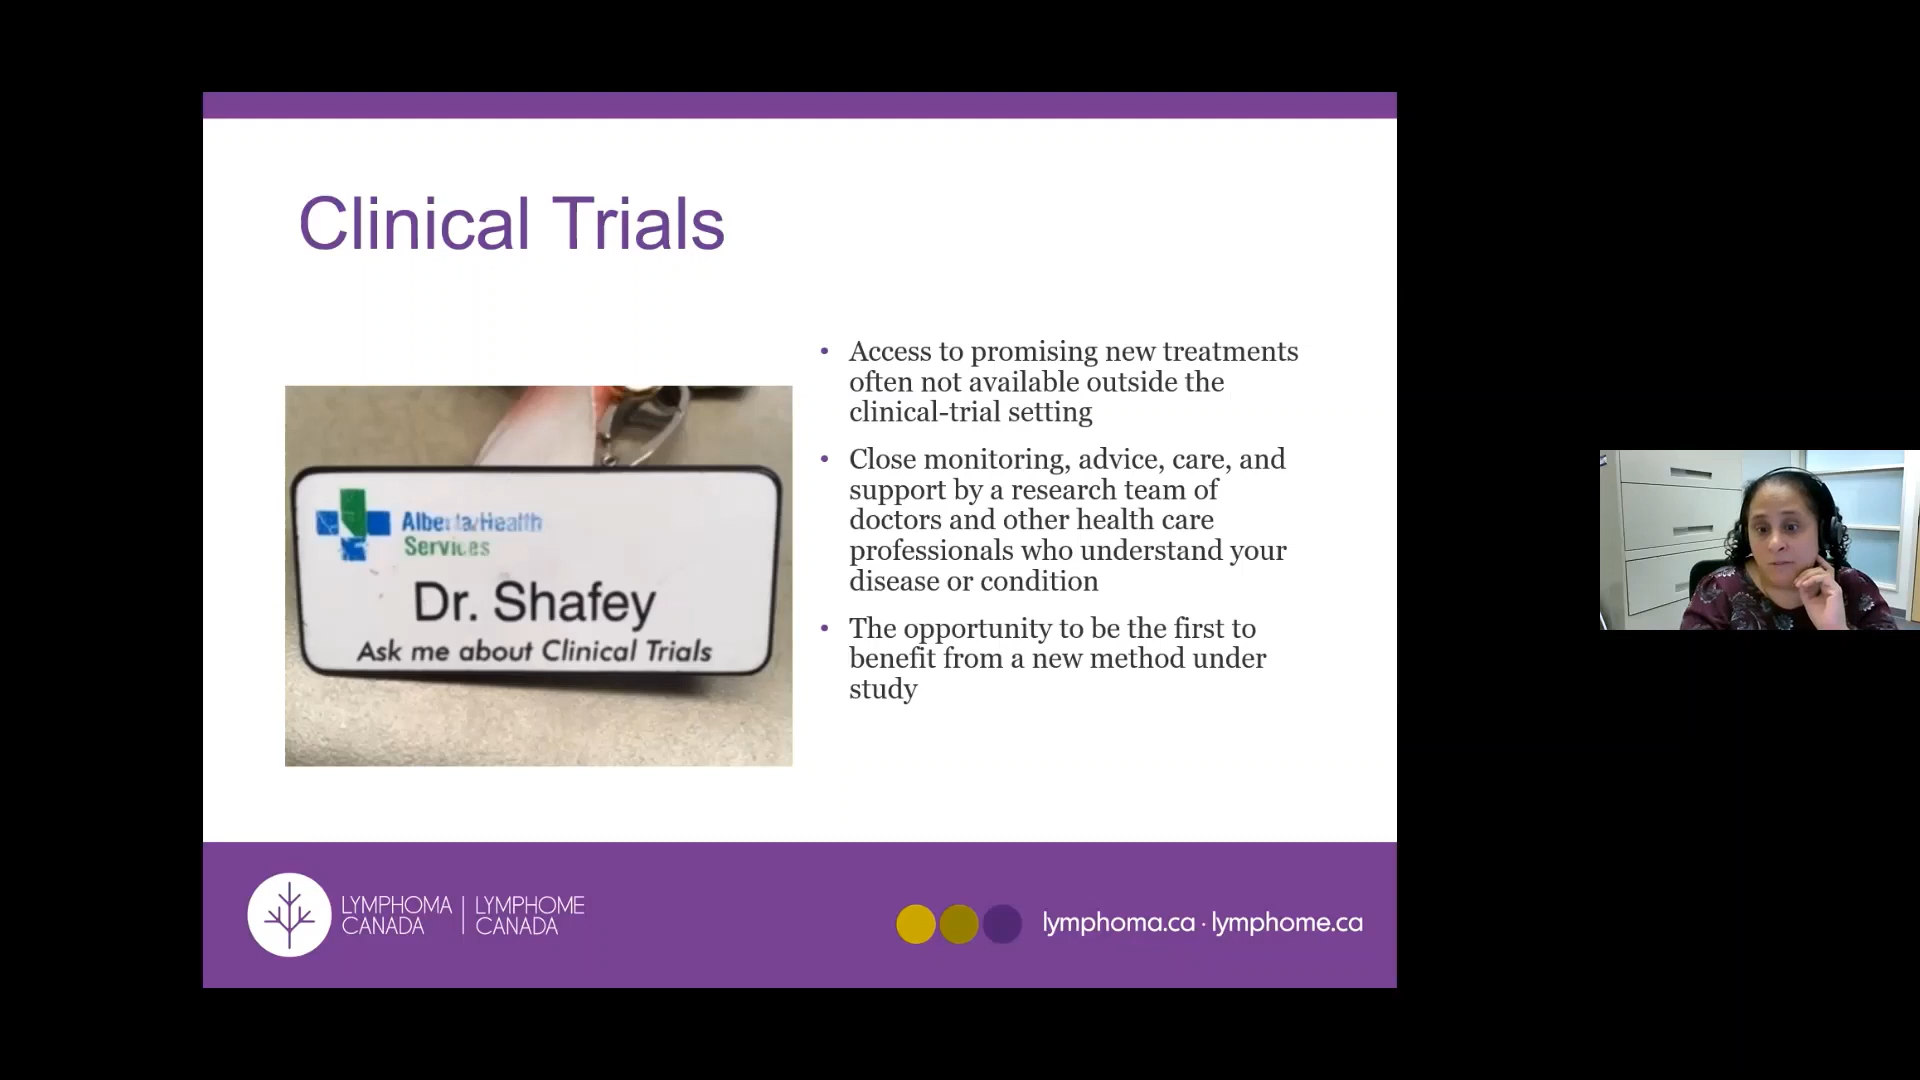 Clinical Trials
Alberta Health
Services
Dr. Shafey
Ask me about Clinical Trials
• Access to promising new treatments
often not available outside the
clinical-trial setting
• Close monitoring, advice, care, and
support by a research team of
doctors and other health care
professionals who understand your
disease or condition
• The opportunity to be the first to
benefit from a new method under
study
LYMPHOMA
CANADA
LYMPHOME
CANADA
lymphoma.ca · lymphome.ca